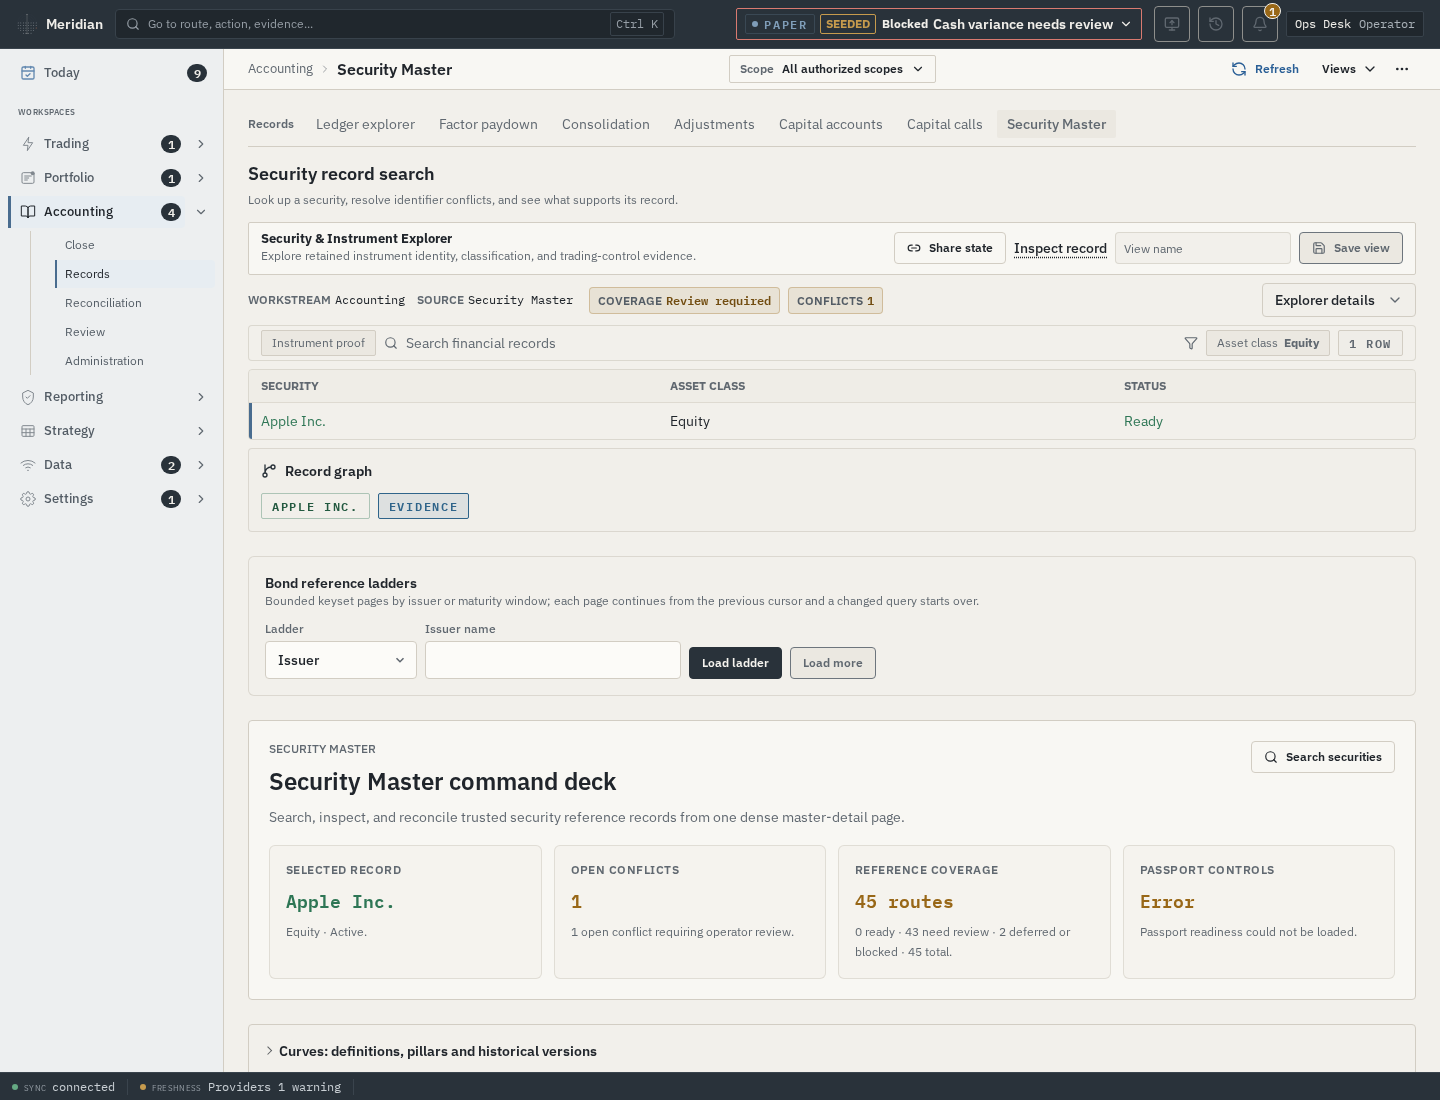 Meridian
Go to route, action, evidence...
Ctrl K
PAPER
SEEDED
Blocked Cash variance needs review
1
Ops Desk Operator
Today
9
WORKSPACES
Trading
1
Portfolio
1
Accounting
4
Close
Records
Reconciliation
Review
Administration
Reporting
Strategy
Data
2
Settings
1
Accounting
Security Master
Scope All authorized scopes
Refresh
Views
Records
Ledger explorer
Factor paydown
Consolidation
Adjustments
Capital accounts
Capital calls
Security Master
Security record search
Look up a security, resolve identifier conflicts, and see what supports its record.
Security & Instrument Explorer
Explore retained instrument identity, classification, and trading-control evidence.
Share state
Inspect record
View name
Save view
WORKSTREAM Accounting
SOURCE Security Master
COVERAGE Review required
CONFLICTS 1
Explorer details
Instrument proof
Search financial records
Asset class Equity
1 ROW
SECURITY
ASSET CLASS
STATUS
Apple Inc.
Equity
Ready
Record graph
APPLE INC.
EVIDENCE
Bond reference ladders
Bounded keyset pages by issuer or maturity window; each page continues from the previous cursor and a changed query starts over.
Ladder
Issuer name
Issuer
Load ladder
Load more
SECURITY MASTER
Security Master command deck
Search, inspect, and reconcile trusted security reference records from one dense master-detail page.
Search securities
SELECTED RECORD
Apple Inc.
Equity · Active.
OPEN CONFLICTS
1
1 open conflict requiring operator review.
REFERENCE COVERAGE
45 routes
0 ready · 43 need review · 2 deferred or
blocked · 45 total.
PASSPORT CONTROLS
Error
Passport readiness could not be loaded.
Curves: definitions, pillars and historical versions
SYNC connected
FRESHNESS Providers 1 warning